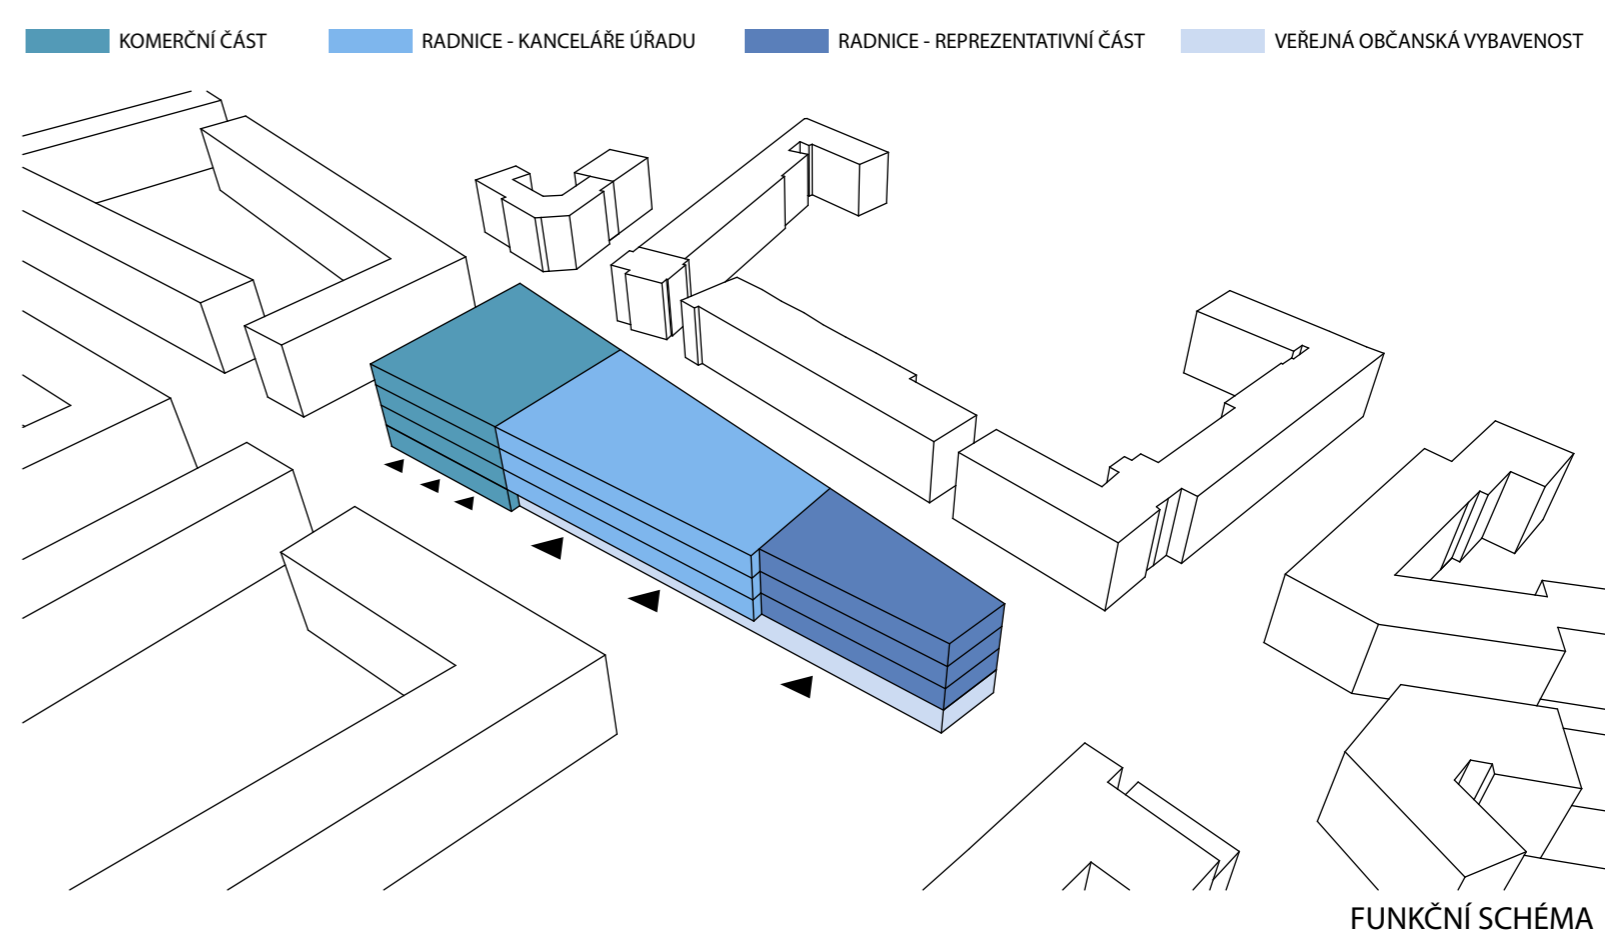 KOMERČNÍ ČÁST
RADNICE - KANCELÁŘE ÚŘADU
RADNICE - REPREZENTATIVNÍ ČÁST
VEŘEJNÁ OBČANSKÁ VYBAVENOST
FUNKČNÍ SCHÉMA